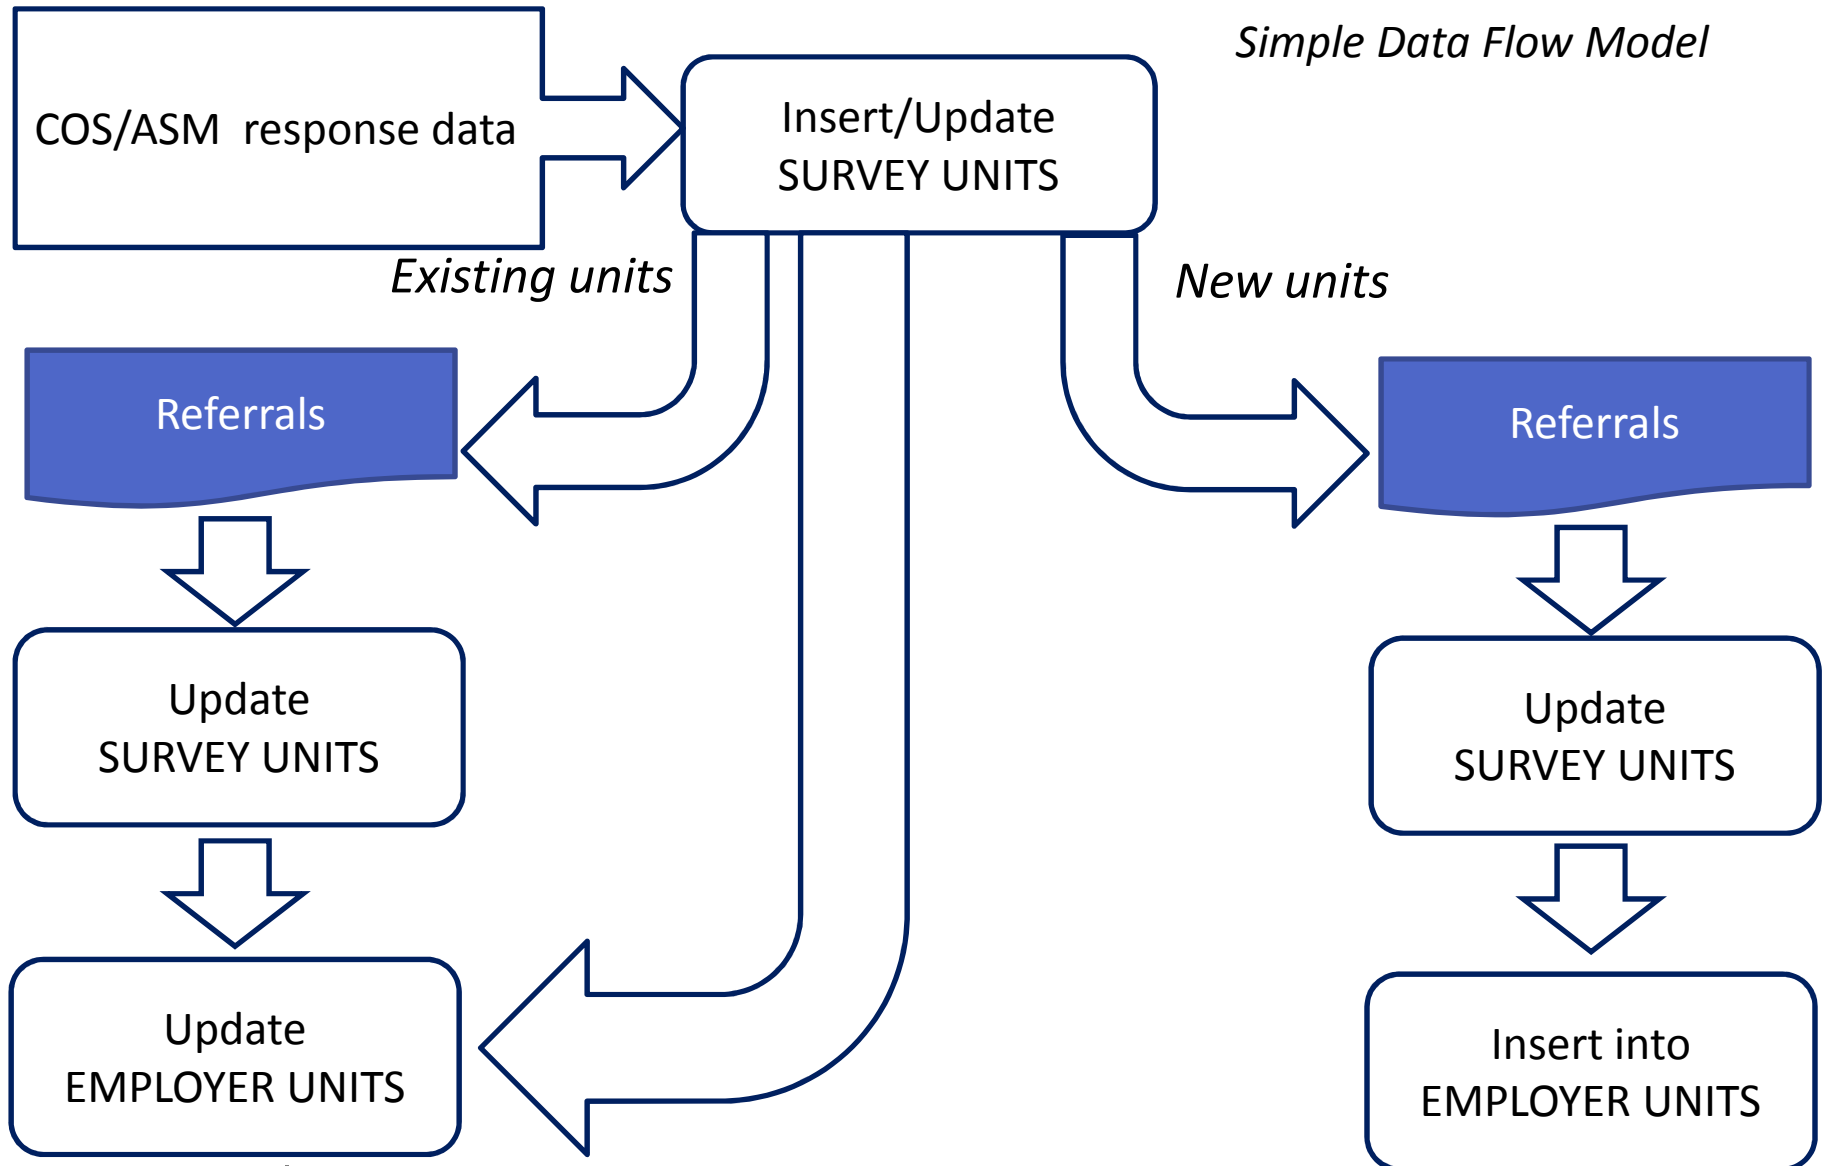 Simple Data Flow Model
COS/ASM  response data
Insert/Update
SURVEY UNITS
Existing units
New units
Referrals
Referrals
Update
SURVEY UNITS
Update
SURVEY UNITS
Update
EMPLOYER UNITS
Insert into
EMPLOYER UNITS